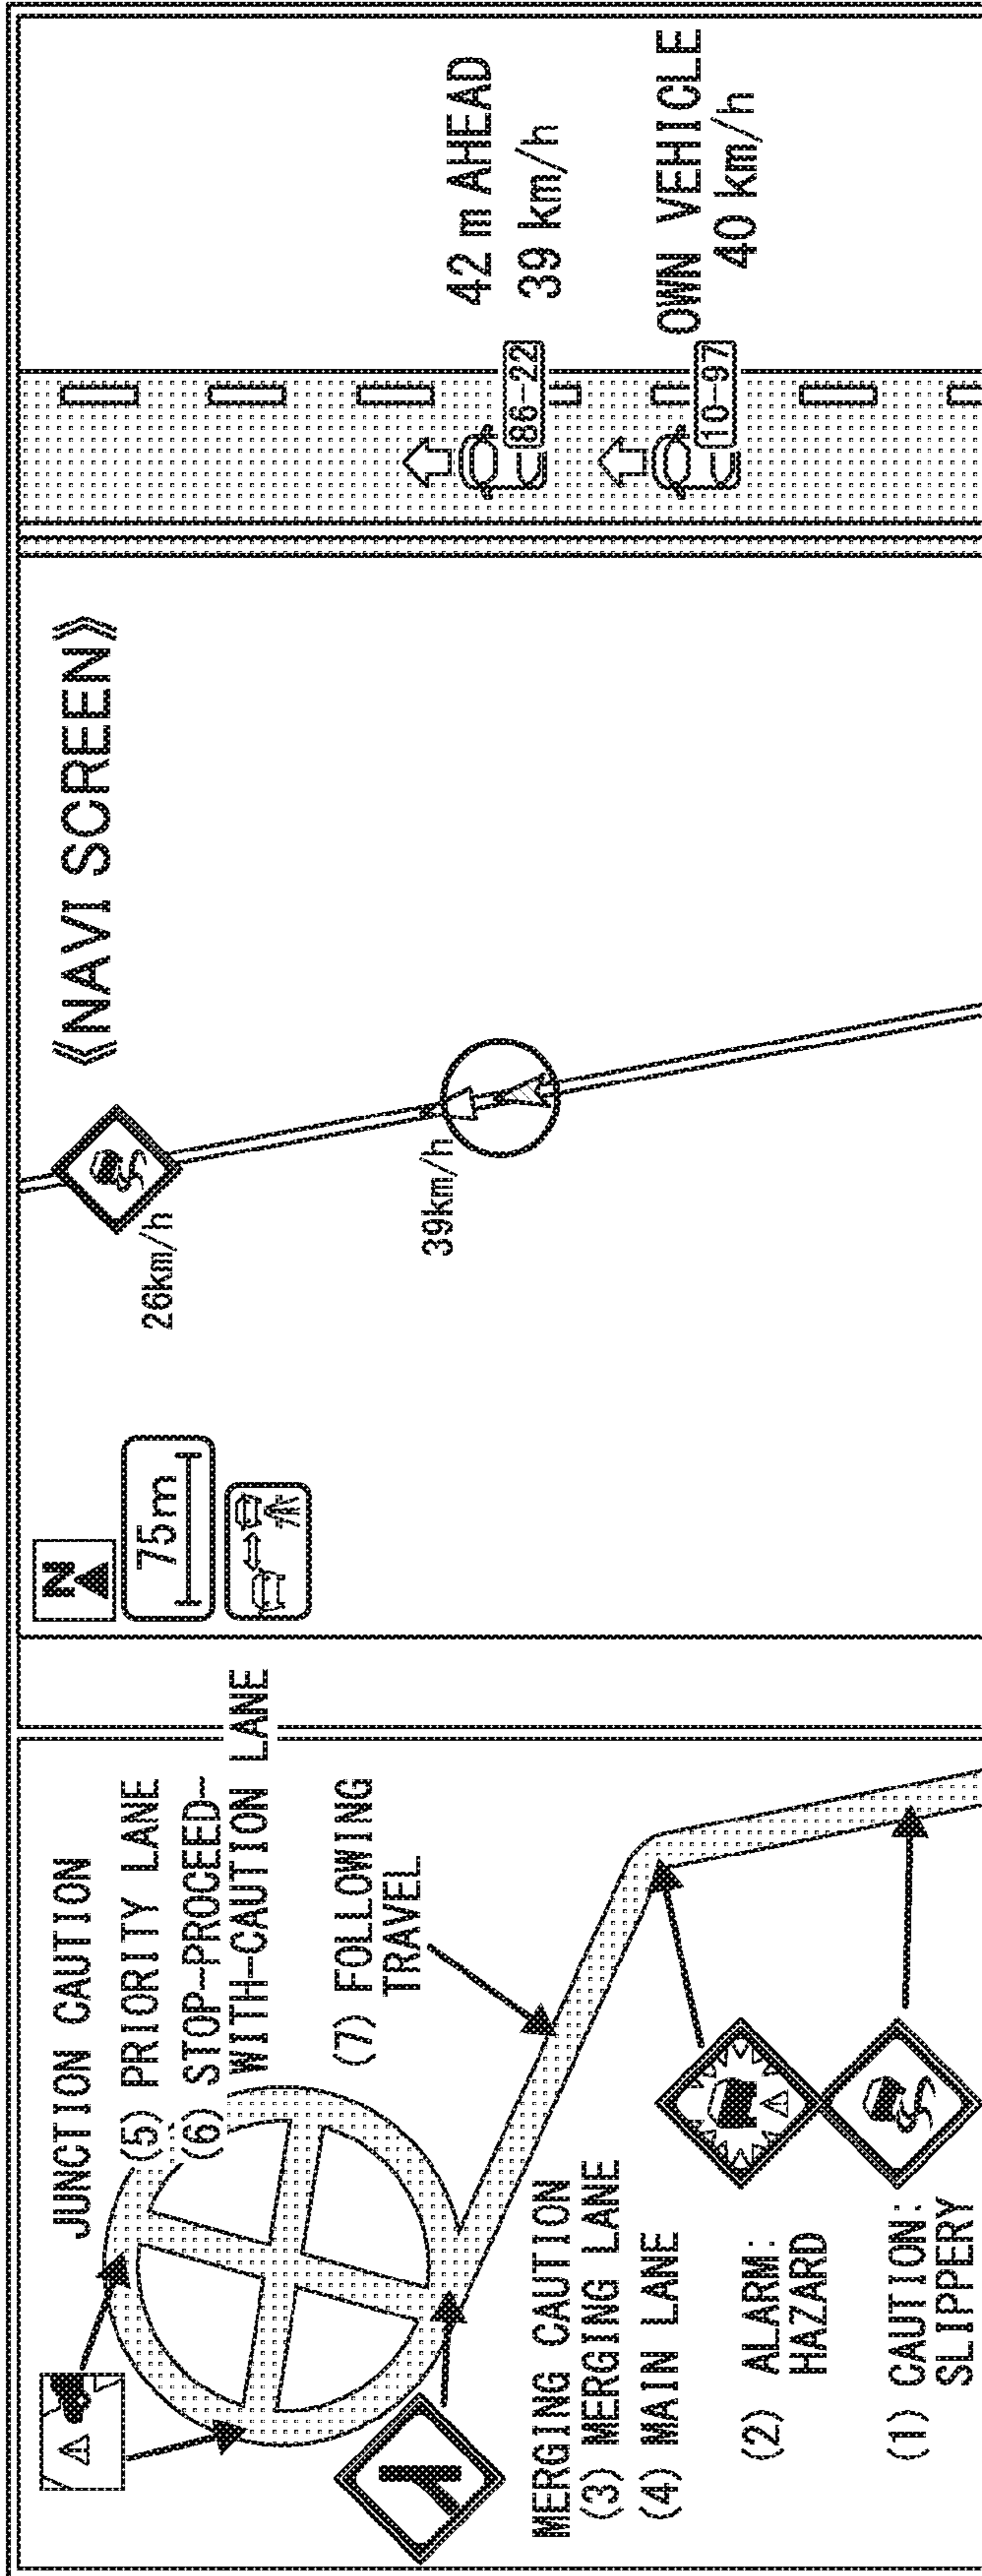 JUNCTION CAUTION
(5) PRIORITY LANE
(6) STOP-PROCEED-
WITH-CAUTION LANE
(7) FOLLOWING
TRAVEL
MERGING CAUTION
(3) MERGING LANE
(4) MAIN LANE
(2) ALARM:
HAZARD
(1) CAUTION:
SLIPPERY
N
75m
《NAVI SCREEN》
26km/h
39km/h
42 m AHEAD
39 km/h
86-22
OWN VEHICLE
40 km/h
10-97